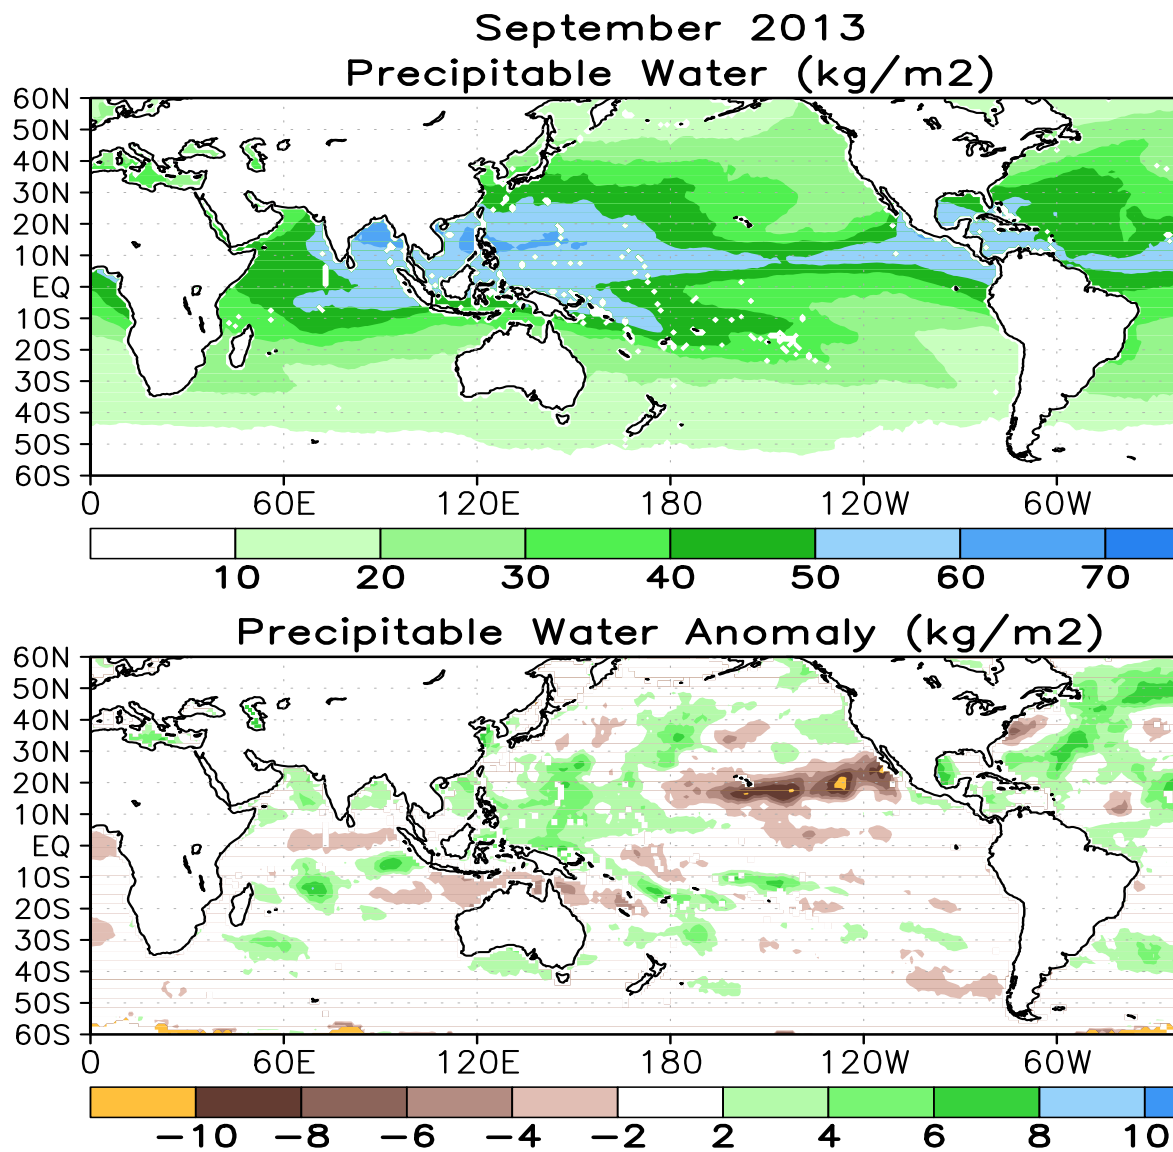 September 2013
Precipitable Water (kg/m2)
60N
50N
40N
30N
20N
10N
EQ
10S
20S
30S
40S
50S
60S
0 60E 120E 180 120W 60W
10 20 30 40 50 60 70
Precipitable Water Anomaly (kg/m2)
60N
50N
40N
30N
20N
10N
EQ
10S
20S
30S
40S
50S
60S
0 60E 120E 180 120W 60W
−10 −8 −6 −4 −2 2 4 6 8 10